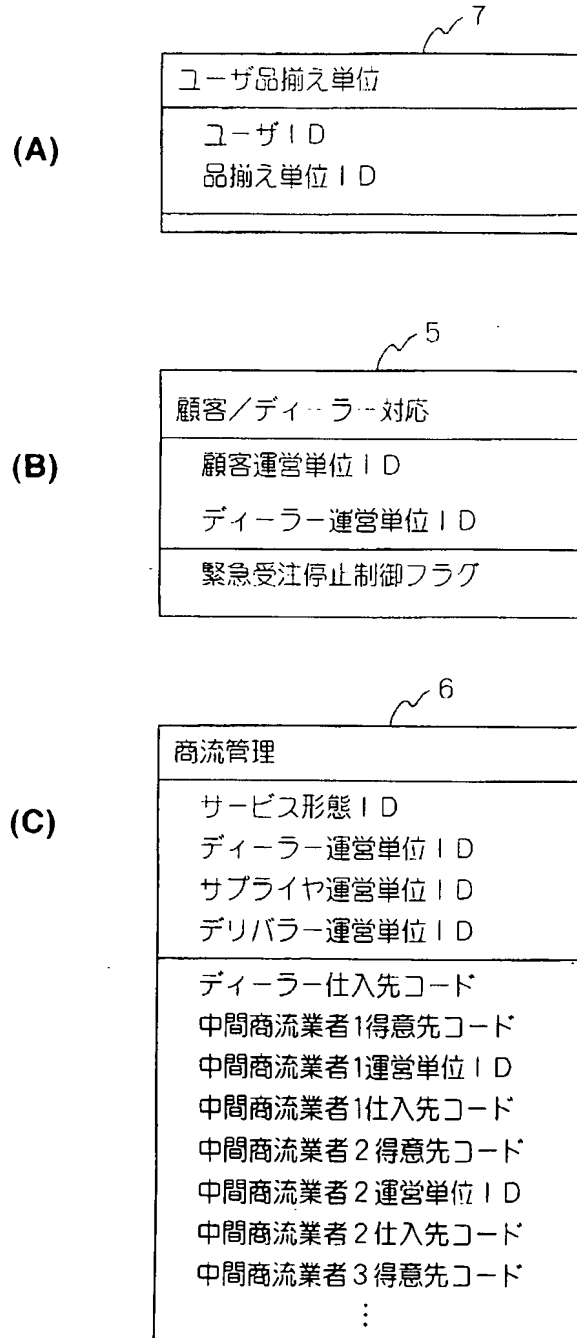 7
ユーザ品揃え単位
(A)
ユーザID
品揃え単位ID
5
顧客/ディーラー対応
(B)
顧客運営単位ID
ディーラー運営単位ID
緊急受注停止制御フラグ
6
商流管理
(C)
サービス形態ID
ディーラー運営単位ID
サプライヤ運営単位ID
デリバラー運営単位ID
ディーラー仕入先コード
中間商流業者1得意先コード
中間商流業者1運営単位ID
中間商流業者1仕入先コード
中間商流業者2得意先コード
中間商流業者2運営単位ID
中間商流業者2仕入先コード
中間商流業者3得意先コード
⋮